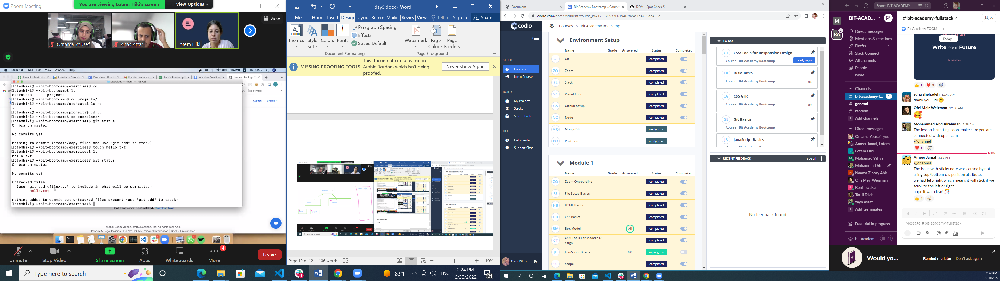 Zoom Meeting
You are viewing Lotem Hiki's screen
View Options
View
Omama Yousef
Anas Attar
Lotem Hiki
Terminal Shell Edit View Window Help
100%
Thu 14:22
Rawabi cohort data
Elevation - Calenda
Overview « Bit Ac
Updated invitation
Rawabi Bootcamp
Interview Question
Launch Meeting - Z
exercises — -bash — 105×28
content
Support English
lotemhiki@:~/bit-bootcamp/exercises$ cd ..
lotemhiki@:~/bit-bootcamp$ ls
exercises projects
lotemhiki@:~/bit-bootcamp$ cd projects/
lotemhiki@:~/bit-bootcamp/projects$ ls -a
. ..
lotemhiki@:~/bit-bootcamp/projects$ cd ..
lotemhiki@:~/bit-bootcamp$ cd exercises/
lotemhiki@:~/bit-bootcamp/exercises$ git status
On branch master
No commits yet
nothing to commit (create/copy files and use "git add" to track)
lotemhiki@:~/bit-bootcamp/exercises$ touch hello.txt
lotemhiki@:~/bit-bootcamp/exercises$ ls
hello.txt
lotemhiki@:~/bit-bootcamp/exercises$ git status
On branch master
No commits yet
Untracked files:
(use "git add <file>..." to include in what will be committed)
hello.txt
nothing added to commit but untracked files present (use "git add" to track)
lotemhiki@:~/bit-bootcamp/exercises$
Don't have Zoom Client installed? Download Now
©2022 Zoom Video Communications, Inc. All rights reserved.
Privacy & Legal Policies | Do Not Sell My Personal Information | Cookie Preferences
Unmute
Stop Video
Share Screen
Apps
Whiteboards
More
4
Leave
Type here to search
day5.docx - Word
File Home Insert Design Layou Refere Mailin Review View Tell m Sign in Share
Themes
Style Set
Colors
Fonts
Paragraph Spacing
Effects
Set as Default
Document Formatting
Watermark
Page Color
Page Borders
Page Background
MISSING PROOFING TOOLS
This document contains text in
Arabic (Jordan) which isn't being
proofed.
Never Show Again
Page 12 of 12 106 words
110%
83°F
ENG
2:24 PM
6/30/2022
21
Document
Bit Academy Bootcamp « Course
DOM - Spot Check 5
codio.com/home/student?course_id=17957093766194678e4e1e4730ad452e
codio
Courses > Bit Academy Bootcamp
STUDY
Courses
Join a Course
BUILD
My Projects
Stacks
Starter Packs
HELP
Help Center
Support Chat
OYOUSEF2
Environment Setup
Name Grade Answered Status Completed
GI Git completed
ZO Zoom completed
SL Slack completed
VC Visual Code completed
GS Github Setup completed
NO Node completed
MO MongoDB ready to go
PO Postman ready to go
Module 1
Name Grade Answered Status Completed
ZO Zoom Onboarding completed
FS File Setup Basics completed
HB HTML Basics completed
CB CSS Basics completed
BM Box Model All completed
CT CSS: Tools For Modern D
esign completed
JB JavaScript Basics 0% in progress
SC Scope completed
TO DO
CT CSS: Tools for Responsive Design
Course Bit Academy Bootcamp ready to go
DI DOM Intro
Course Bit Academy Bootcamp 0%
CG CSS Grid
Course Bit Academy Bootcamp 0%
GB Git Basics
Course Bit Academy Bootcamp
JB JavaScript Basics
RECENT FEEDBACK
see all
No feedback found
Search BIT-ACADEMY...
M
BA
1
BIT-ACAD...
Direct messages
Mentions & reactions
Drafts 1
Slack Connect
All channels
People
More
Channels
# bit-academy-f... 1
# general
# random
Add channels
Direct messages
Omama Yousef you
Ameer Jamal, Lotem...
Lotem Hiki
Mohamad Yahya
Mohammad Ab...
Naama Zipory Abir
Ofri Meir Weizman
Roni Tzadka
Tartil Talah
zayn assaf
Add teammates
Free trial in progress
bit-academ...
# bit-academy-fullstack
27
Bit Academy ZOOM
Today
Write Your Future
1 3
suha shehadeh 12:47 AM
thank you Ofri
Ofri Meir Weizman 12:58 AM
Mohammad Abd Alrahman 2:59 AM
The lesson is starting soon, make sure you are
connected with open cams
@channel
1
New
Ameer Jamal 3:35 AM
@channel
The issue with sticky note was caused by not
using top/bottom css position attribute.
we had left/right which means it will stick if we
scroll to the left or right.
hope it was clear!
4
Message #bit-academy-fullstack
Would yo...
Remind me later Don't ask again
2:24 PM
6/30/2022